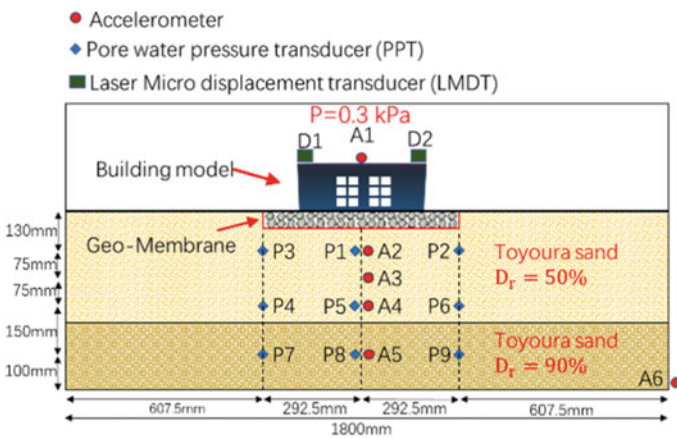 Accelerometer
Pore water pressure transducer (PPT)
Laser Micro displacement transducer (LMDT)
P=0.3 kPa
D1 A1 D2
Building model
130mm
Geo-Membrane
P3 P1 A2 P2
Toyoura sand
75mm
A3
Dr = 50%
75mm
P4 P5 A4 P6
150mm
Toyoura sand
P7 P8 A5 P9
Dr = 90%
100mm
A6
607.5mm 292.5mm 292.5mm 607.5mm
1800mm